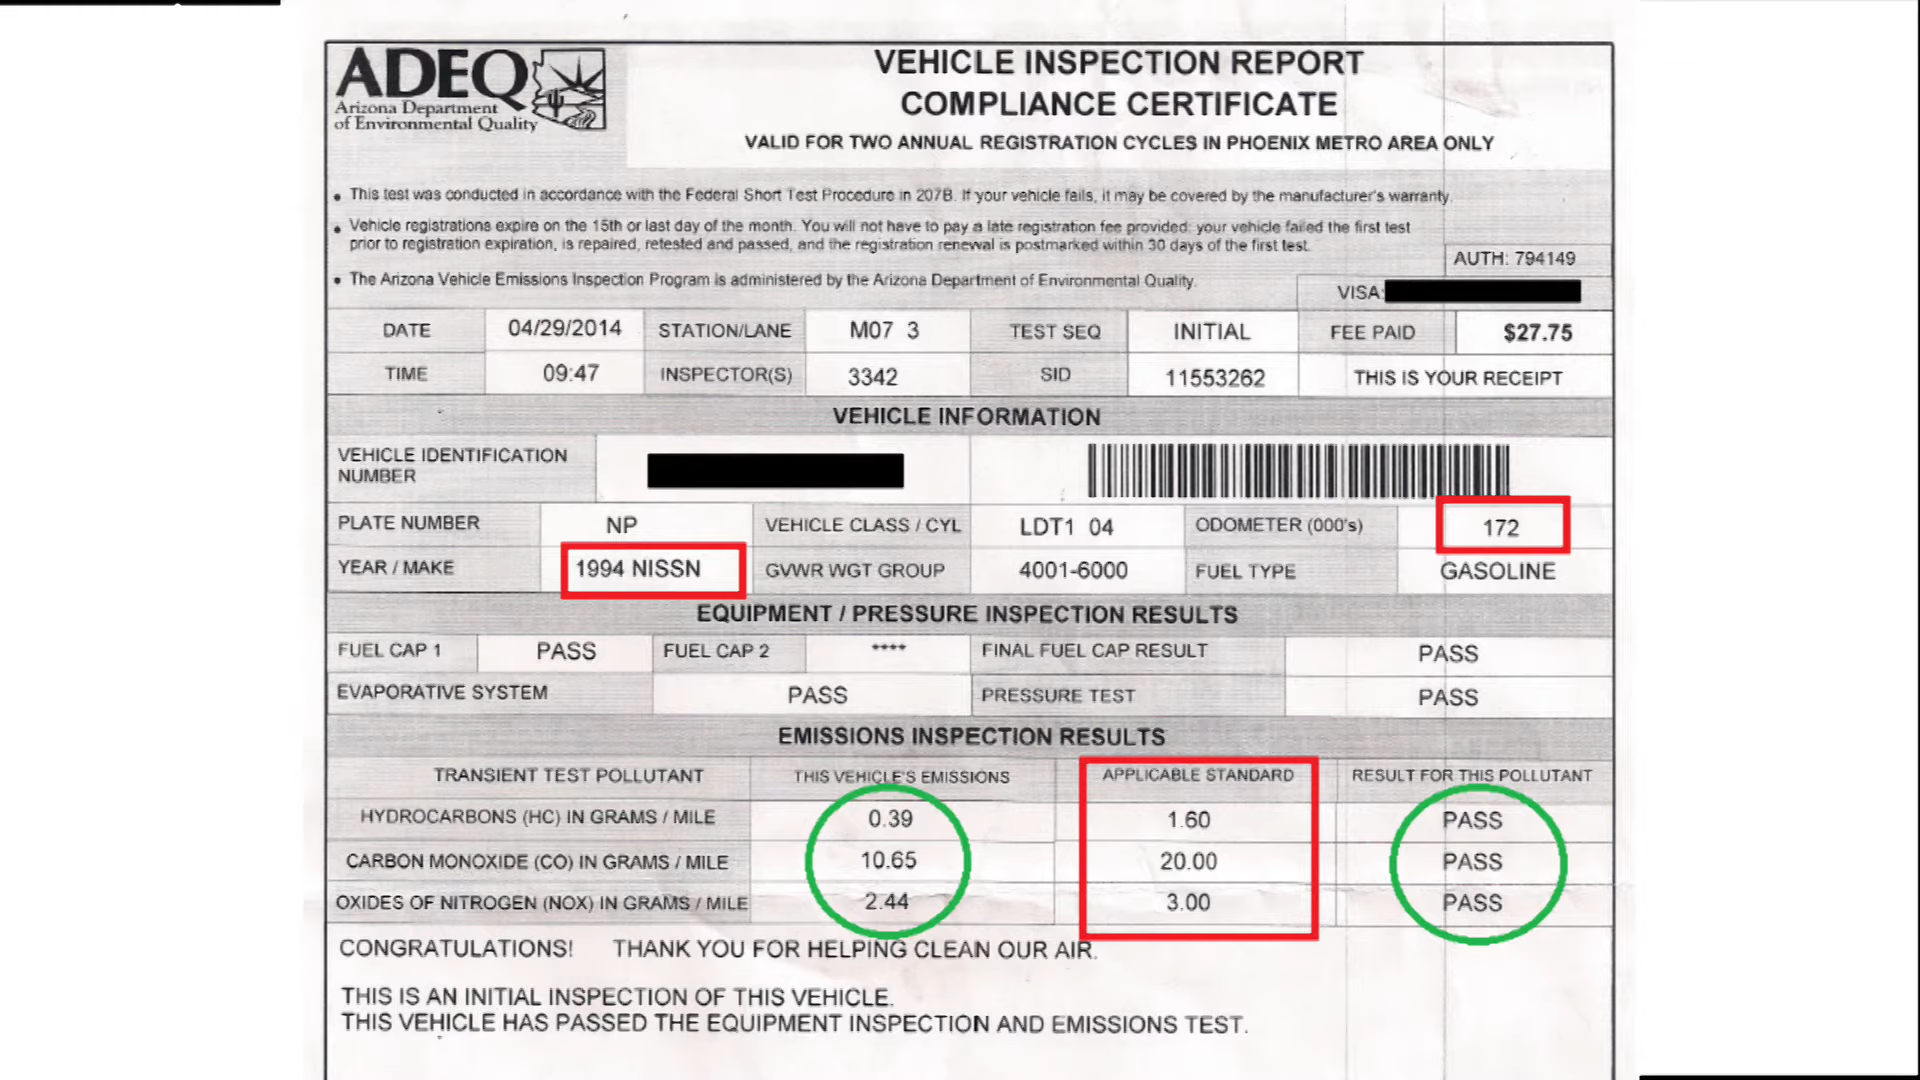 ADEQ
Arizona Department
of Environmental Quality
VEHICLE INSPECTION REPORT
COMPLIANCE CERTIFICATE
VALID FOR TWO ANNUAL REGISTRATION CYCLES IN PHOENIX METRO AREA ONLY
• This test was conducted in accordance with the Federal Short Test Procedure in 207B. If your vehicle fails, it may be covered by the manufacturer's warranty.
• Vehicle registrations expire on the 15th or last day of the month. You will not have to pay a late registration fee provided: your vehicle failed the first test
prior to registration expiration, is repaired, retested and passed, and the registration renewal is postmarked within 30 days of the first test.
AUTH: 794149
• The Arizona Vehicle Emissions Inspection Program is administered by the Arizona Department of Environmental Quality.
VISA:
DATE 04/29/2014 STATION/LANE M07 3 TEST SEQ INITIAL FEE PAID $27.75
TIME 09:47 INSPECTOR(S) 3342 SID 11553262 THIS IS YOUR RECEIPT
VEHICLE INFORMATION
VEHICLE IDENTIFICATION
NUMBER
PLATE NUMBER NP VEHICLE CLASS / CYL LDT1 04 ODOMETER (000's) 172
YEAR / MAKE 1994 NISSN GVWR WGT GROUP 4001-6000 FUEL TYPE GASOLINE
EQUIPMENT / PRESSURE INSPECTION RESULTS
FUEL CAP 1 PASS FUEL CAP 2 **** FINAL FUEL CAP RESULT PASS
EVAPORATIVE SYSTEM PASS PRESSURE TEST PASS
EMISSIONS INSPECTION RESULTS
TRANSIENT TEST POLLUTANT THIS VEHICLE'S EMISSIONS APPLICABLE STANDARD RESULT FOR THIS POLLUTANT
HYDROCARBONS (HC) IN GRAMS / MILE 0.39 1.60 PASS
CARBON MONOXIDE (CO) IN GRAMS / MILE 10.65 20.00 PASS
OXIDES OF NITROGEN (NOX) IN GRAMS / MILE 2.44 3.00 PASS
CONGRATULATIONS! THANK YOU FOR HELPING CLEAN OUR AIR.
THIS IS AN INITIAL INSPECTION OF THIS VEHICLE.
THIS VEHICLE HAS PASSED THE EQUIPMENT INSPECTION AND EMISSIONS TEST.